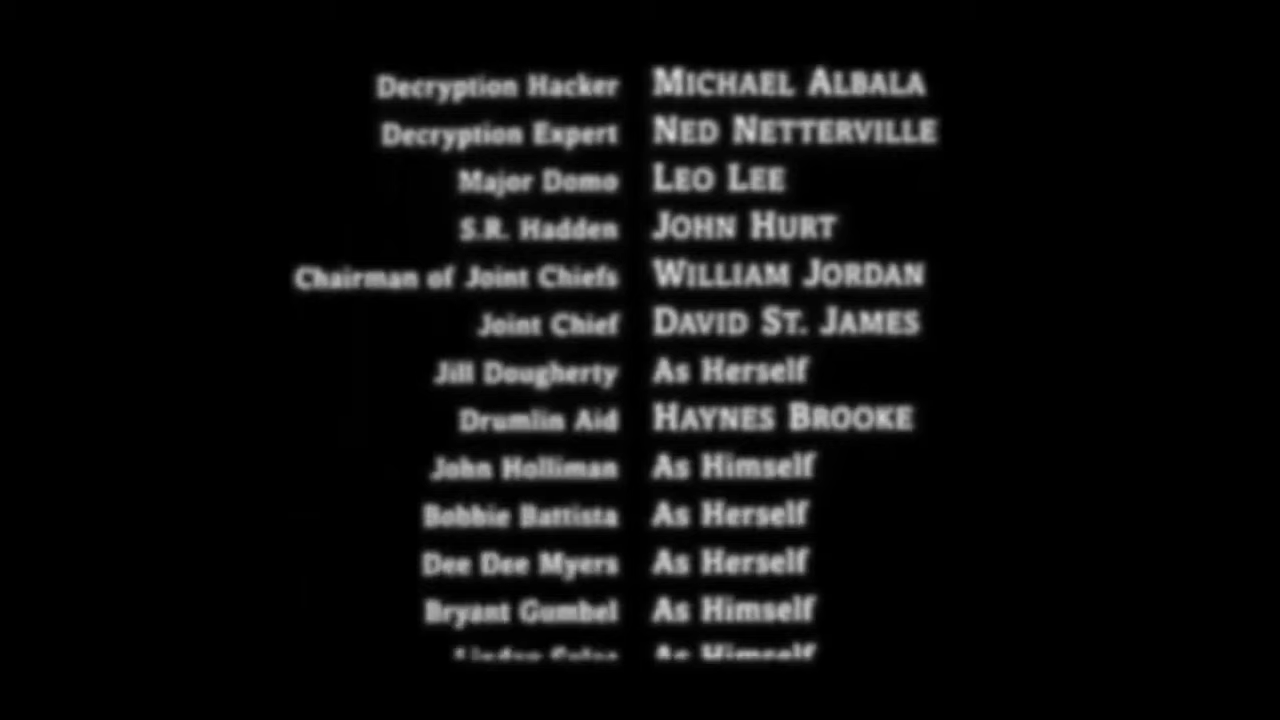 Decryption Hacker MICHAEL ALBALA
Decryption Expert NED NETTERVILLE
Major Domo LEO LEE
S.R. Hadden JOHN HURT
Chairman of Joint Chiefs WILLIAM JORDAN
Joint Chief DAVID ST. JAMES
Jill Dougherty As Herself
Drumlin Aid HAYNES BROOKE
John Holliman As Himself
Bobbie Battista As Herself
Dee Dee Myers As Herself
Bryant Gumbel As Himself
As Himself